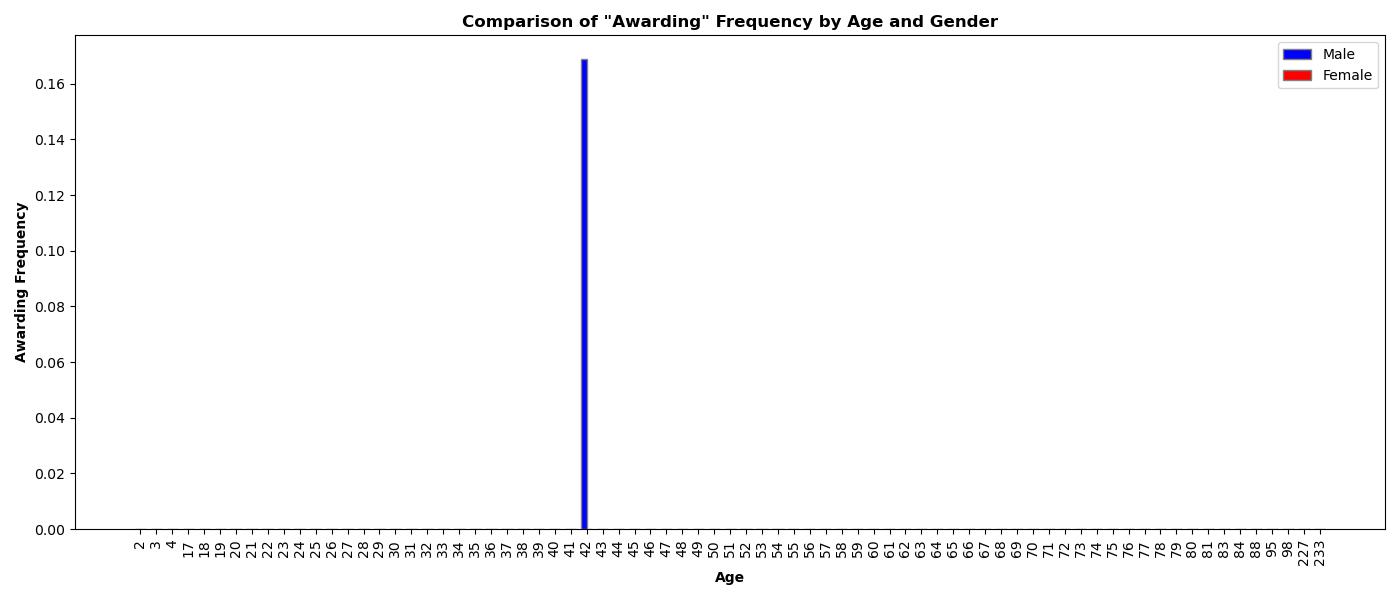 Comparison of "Awarding" Frequency by Age and Gender
Male
Female
0.16
0.14
0.12
0.10
0.08
0.06
0.04
0.02
0.00
Awarding Frequency
2 3 4 17 18 19 20 21 22 23 24 25 26 27 28 29 30 31 32 33 34 35 36 37 38 39 40 41 42 43 44 45 46 47 48 49 50 51 52 53 54 55 56 57 58 59 60 61 62 63 64 65 66 67 68 69 70 71 72 73 74 75 76 77 78 79 80 81 83 84 88 95 98 227 233
Age